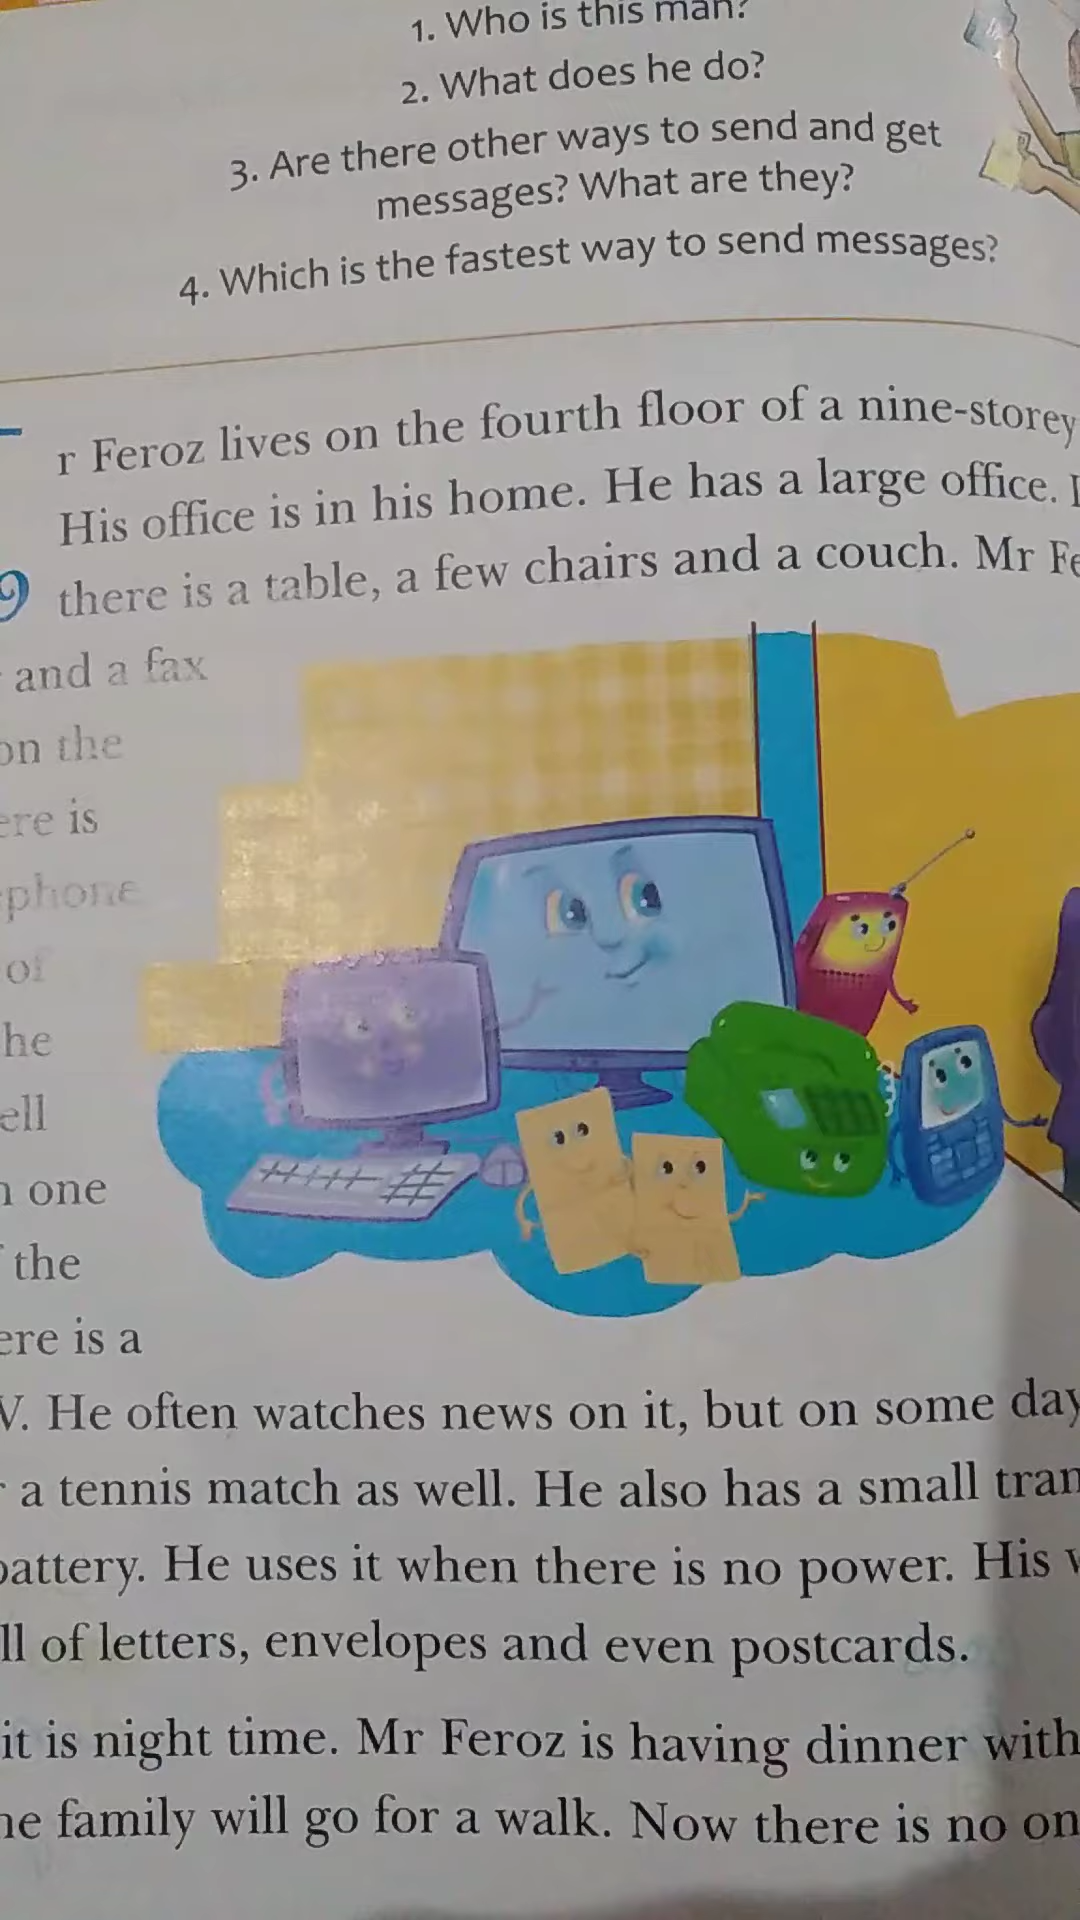 1. Who is this man?
2. What does he do?
3. Are there other ways to send and get
messages? What are they?
4. Which is the fastest way to send messages?
r Feroz lives on the fourth floor of a nine-storey
His office is in his home. He has a large office.
there is a table, a few chairs and a couch. Mr
and a fax
on the
ere is
phone
of
he
ell
one
the
ere is a
V. He often watches news on it, but on some day
a tennis match as well. He also has a small tran
battery. He uses it when there is no power. His
ll of letters, envelopes and even postcards.
it is night time. Mr Feroz is having dinner with
he family will go for a walk. Now there is no on